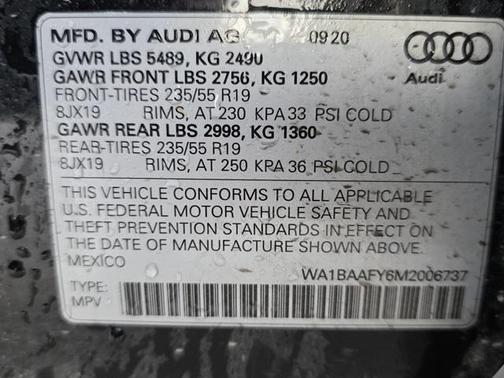 MFD. BY AUDI AG 0920
GVWR LBS 5489, KG 2490
GAWR FRONT LBS 2756, KG 1250
FRONT-TIRES 235/55 R19
8JX19 RIMS, AT 230 KPA 33 PSI COLD
GAWR REAR LBS 2998, KG 1360
REAR-TIRES 235/55 R19
8JX19 RIMS, AT 250 KPA 36 PSI COLD
Audi
THIS VEHICLE CONFORMS TO ALL APPLICABLE
U.S. FEDERAL MOTOR VEHICLE SAFETY AND
THEFT PREVENTION STANDARDS IN EFFECT ON
THE DATE OF MANUFACTURE SHOWN ABOVE.
MEXICO
WA1BAAFY6M2006737
TYPE:
MPV